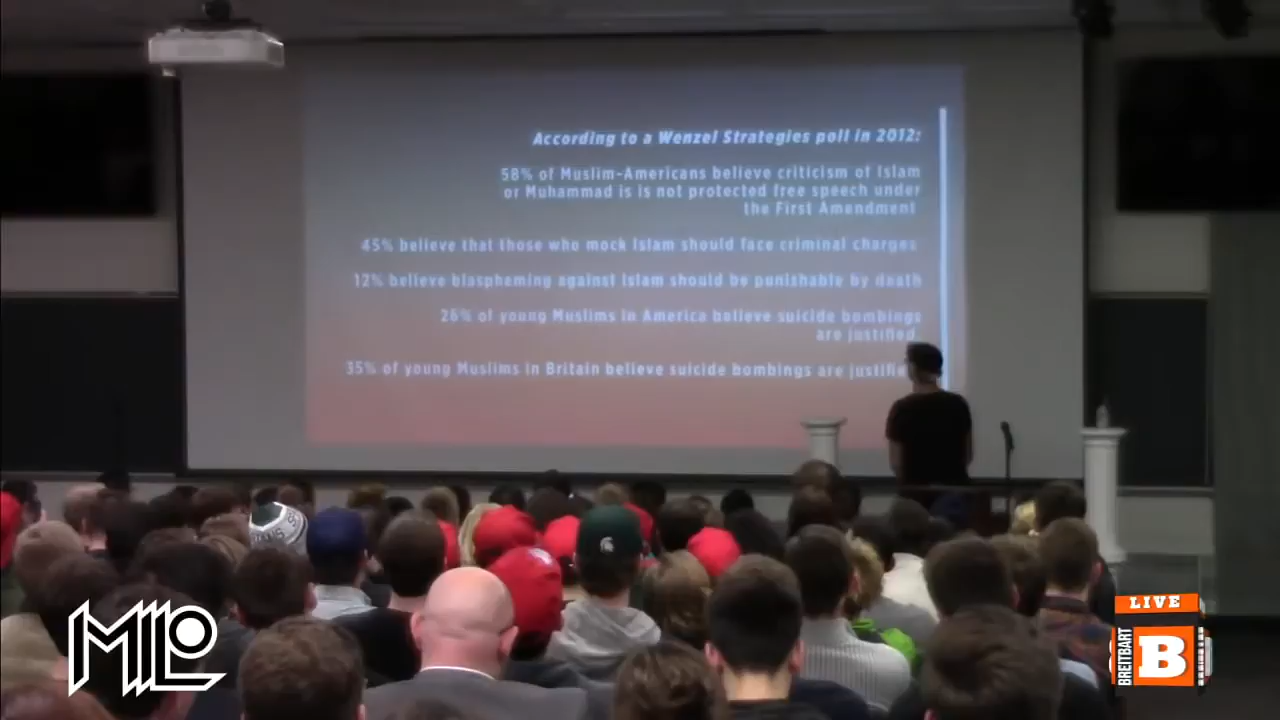 According to a Wenzel Strategies poll in 2012:
58% of Muslim-Americans believe criticism of Islam
or Muhammad is is not protected free speech under
the First Amendment
45% believe that those who mock Islam should face criminal charges
12% believe blaspheming against Islam should be punishable by death
26% of young Muslims in America believe suicide bombings
are justified.
35% of young Muslims in Britain believe suicide bombings are justifi
MILO
LIVE
BREITBART
B